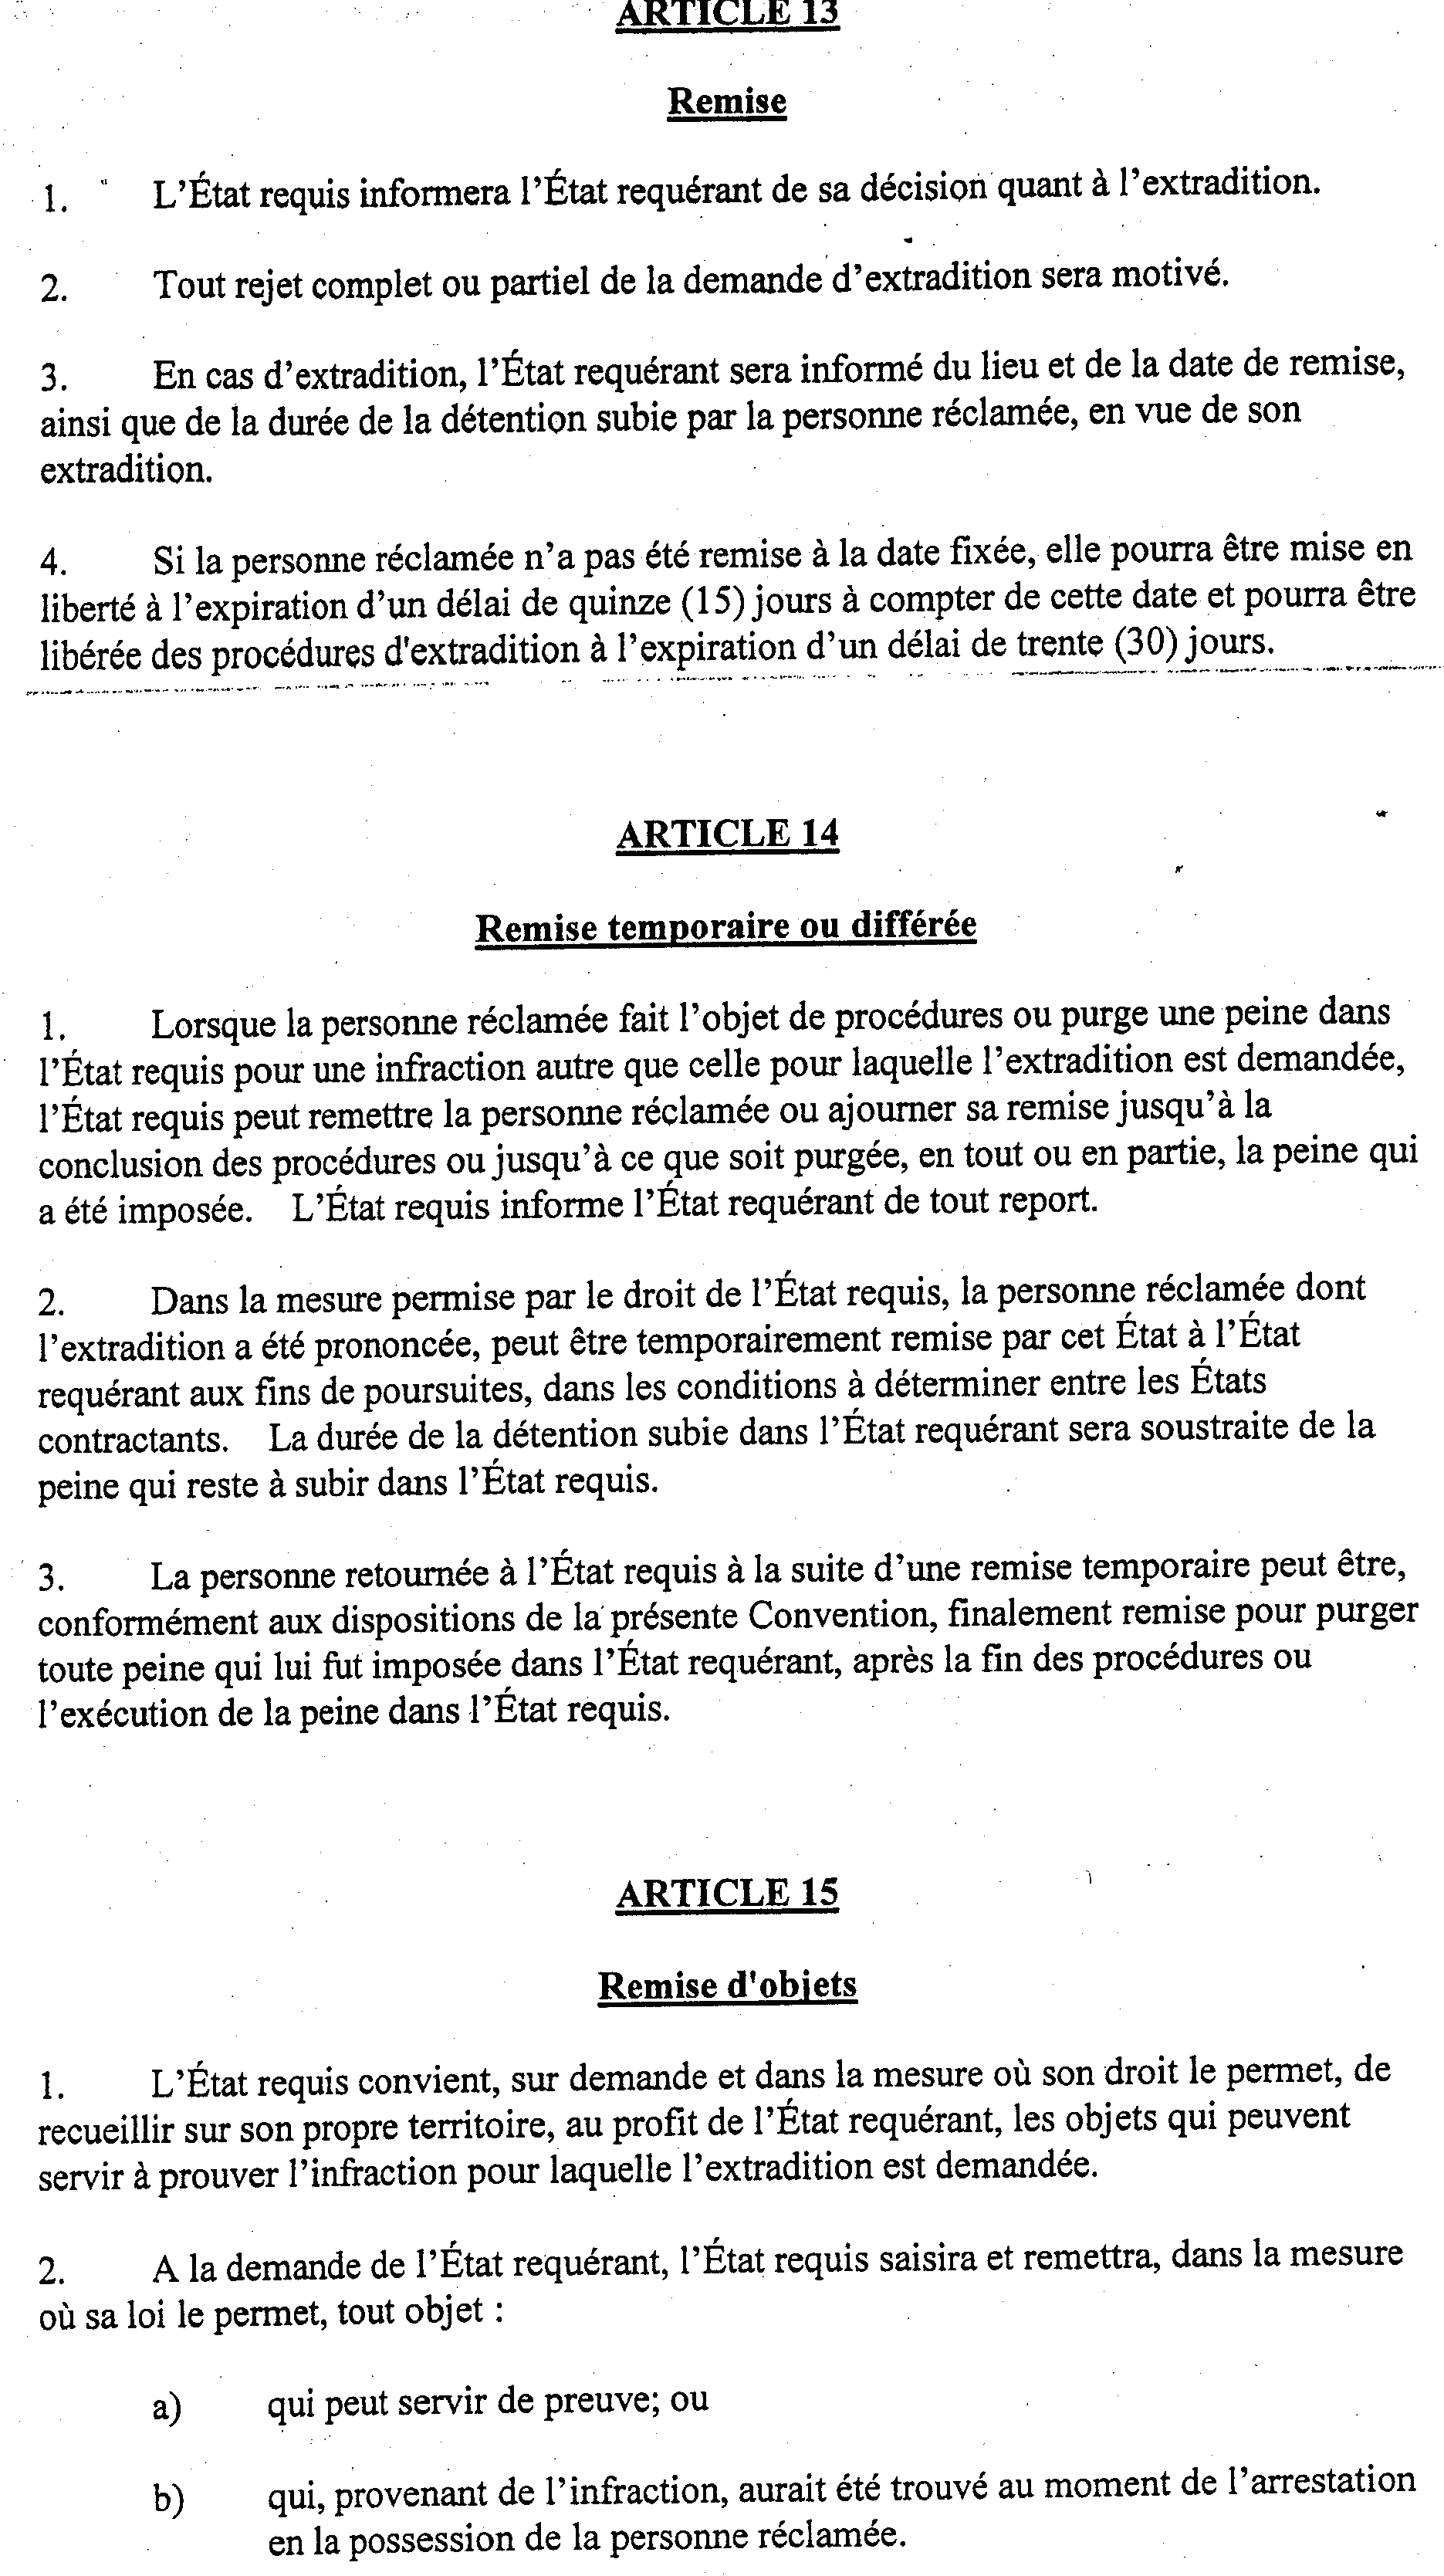 ARTICLE 13
Remise
1. L’État requis informera l’État requérant de sa décision quant à l’extradition.
2. Tout rejet complet ou partiel de la demande d’extradition sera motivé.
3. En cas d’extradition, l’État requérant sera informé du lieu et de la date de remise,
ainsi que de la durée de la détention subie par la personne réclamée, en vue de son
extradition.
4. Si la personne réclamée n’a pas été remise à la date fixée, elle pourra être mise en
liberté à l’expiration d’un délai de quinze (15) jours à compter de cette date et pourra être
libérée des procédures d'extradition à l’expiration d’un délai de trente (30) jours.
ARTICLE 14
Remise temporaire ou différée
1. Lorsque la personne réclamée fait l’objet de procédures ou purge une peine dans
l’État requis pour une infraction autre que celle pour laquelle l’extradition est demandée,
l’État requis peut remettre la personne réclamée ou ajourner sa remise jusqu’à la
conclusion des procédures ou jusqu’à ce que soit purgée, en tout ou en partie, la peine qui
a été imposée. L’État requis informe l’État requérant de tout report.
2. Dans la mesure permise par le droit de l’État requis, la personne réclamée dont
l’extradition a été prononcée, peut être temporairement remise par cet État à l’État
requérant aux fins de poursuites, dans les conditions à déterminer entre les États
contractants. La durée de la détention subie dans l’État requérant sera soustraite de la
peine qui reste à subir dans l’État requis.
3. La personne retournée à l’État requis à la suite d’une remise temporaire peut être,
conformément aux dispositions de la présente Convention, finalement remise pour purger
toute peine qui lui fut imposée dans l’État requérant, après la fin des procédures ou
l’exécution de la peine dans l’État requis.
ARTICLE 15
Remise d'objets
1. L’État requis convient, sur demande et dans la mesure où son droit le permet, de
recueillir sur son propre territoire, au profit de l’État requérant, les objets qui peuvent
servir à prouver l’infraction pour laquelle l’extradition est demandée.
2. A la demande de l’État requérant, l’État requis saisira et remettra, dans la mesure
où sa loi le permet, tout objet :
a) qui peut servir de preuve; ou
b) qui, provenant de l’infraction, aurait été trouvé au moment de l’arrestation
en la possession de la personne réclamée.